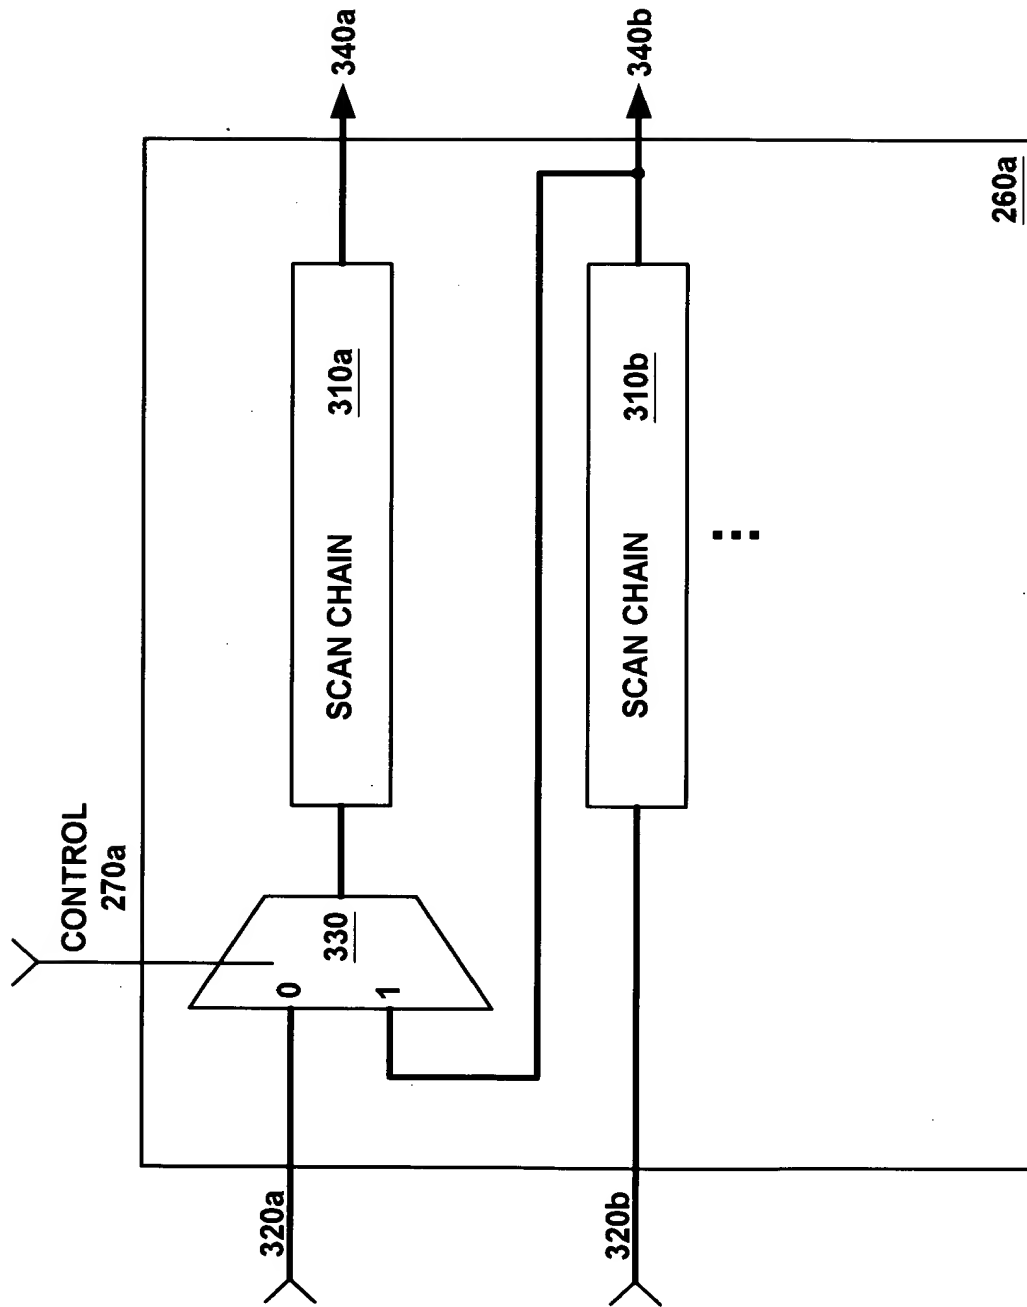 CONTROL
270a
320a
0
1
330
SCAN CHAIN
310a
340a
320b
SCAN CHAIN
310b
340b
260a